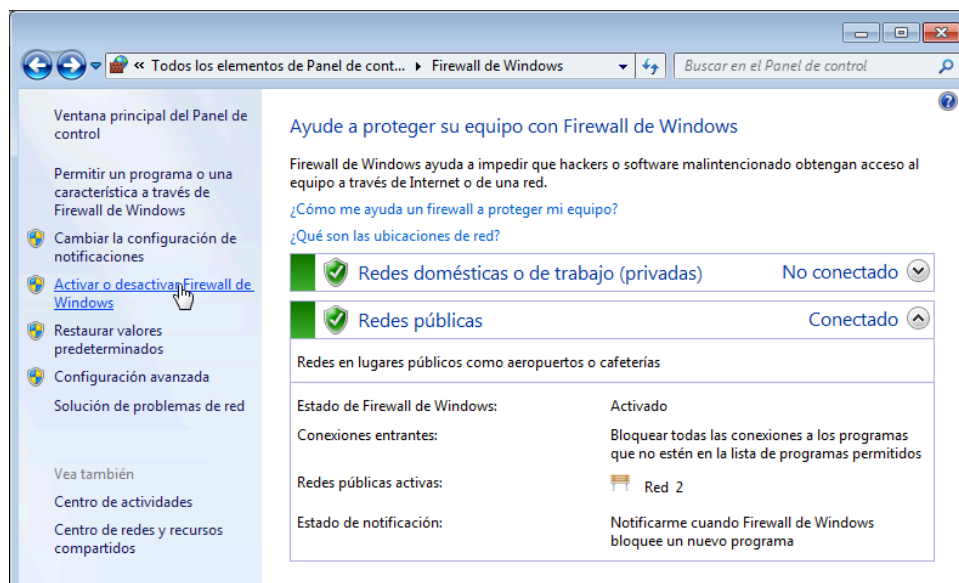 « Todos los elementos de Panel de cont... ▸ Firewall de Windows
Buscar en el Panel de control
Ventana principal del Panel de
control
Permitir un programa o una
característica a través de
Firewall de Windows
Cambiar la configuración de
notificaciones
Activar o desactivar Firewall de
Windows
Restaurar valores
predeterminados
Configuración avanzada
Solución de problemas de red
Vea también
Centro de actividades
Centro de redes y recursos
compartidos
Ayude a proteger su equipo con Firewall de Windows
Firewall de Windows ayuda a impedir que hackers o software malintencionado obtengan acceso al
equipo a través de Internet o de una red.
¿Cómo me ayuda un firewall a proteger mi equipo?
¿Qué son las ubicaciones de red?
Redes domésticas o de trabajo (privadas) No conectado
Redes públicas Conectado
Redes en lugares públicos como aeropuertos o cafeterías
Estado de Firewall de Windows: Activado
Conexiones entrantes: Bloquear todas las conexiones a los programas
que no estén en la lista de programas permitidos
Redes públicas activas: Red 2
Estado de notificación: Notificarme cuando Firewall de Windows
bloquee un nuevo programa